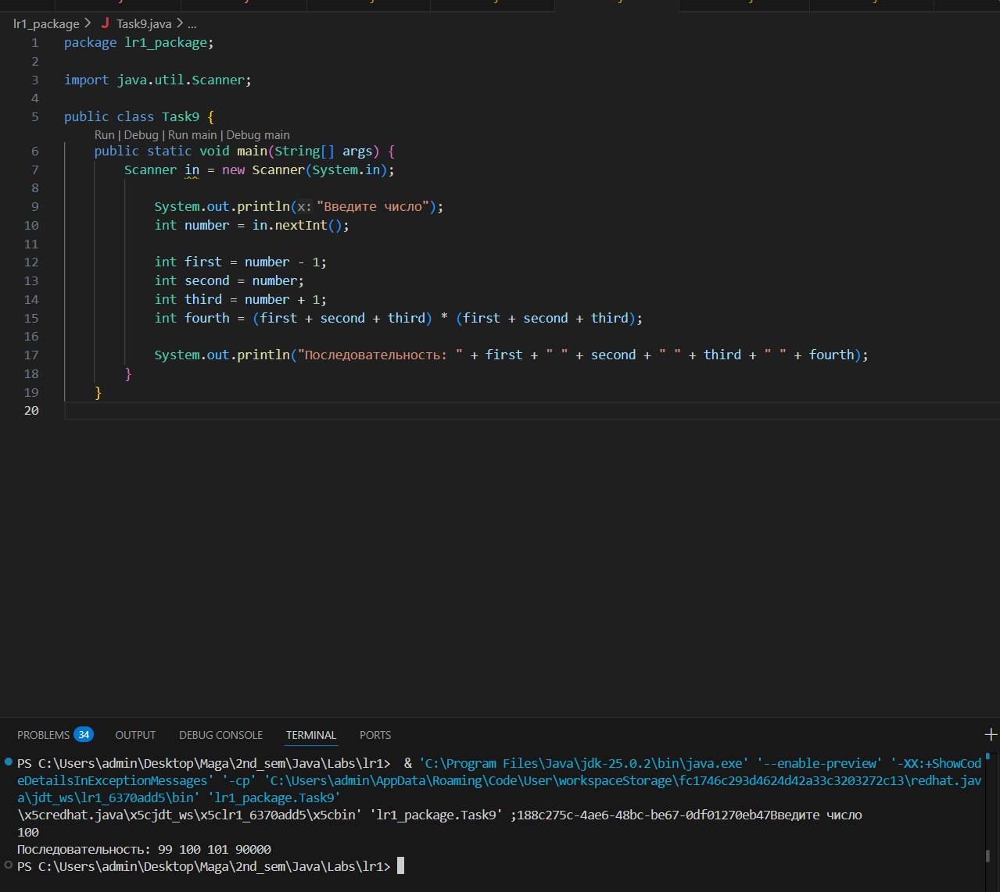 lr1_package > J Task9.java > ...
1 package lr1_package;
2
3 import java.util.Scanner;
4
5 public class Task9 {
Run | Debug | Run main | Debug main
6 public static void main(String[] args) {
7 Scanner in = new Scanner(System.in);
8
9 System.out.println(x: "Введите число");
10 int number = in.nextInt();
11
12 int first = number - 1;
13 int second = number;
14 int third = number + 1;
15 int fourth = (first + second + third) * (first + second + third);
16
17 System.out.println("Последовательность: " + first + " " + second + " " + third + " " + fourth);
18 }
19 }
20
PROBLEMS 34 OUTPUT DEBUG CONSOLE TERMINAL PORTS
PS C:\Users\admin\Desktop\Maga\2nd_sem\Java\Labs\lr1> & 'C:\Program Files\Java\jdk-25.0.2\bin\java.exe' '--enable-preview' '-XX:+ShowCod
eDetailsInExceptionMessages' '-cp' 'C:\Users\admin\AppData\Roaming\Code\User\workspaceStorage\fc1746c293d4624d42a33c3203272c13\redhat.jav
a\jdt_ws\lr1_6370add5\bin' 'lr1_package.Task9'
\x5credhat.java\x5cjdt_ws\x5clr1_6370add5\x5cbin' 'lr1_package.Task9' ;188c275c-4ae6-48bc-be67-0df01270eb47Введите число
100
Последовательность: 99 100 101 90000
PS C:\Users\admin\Desktop\Maga\2nd_sem\Java\Labs\lr1>